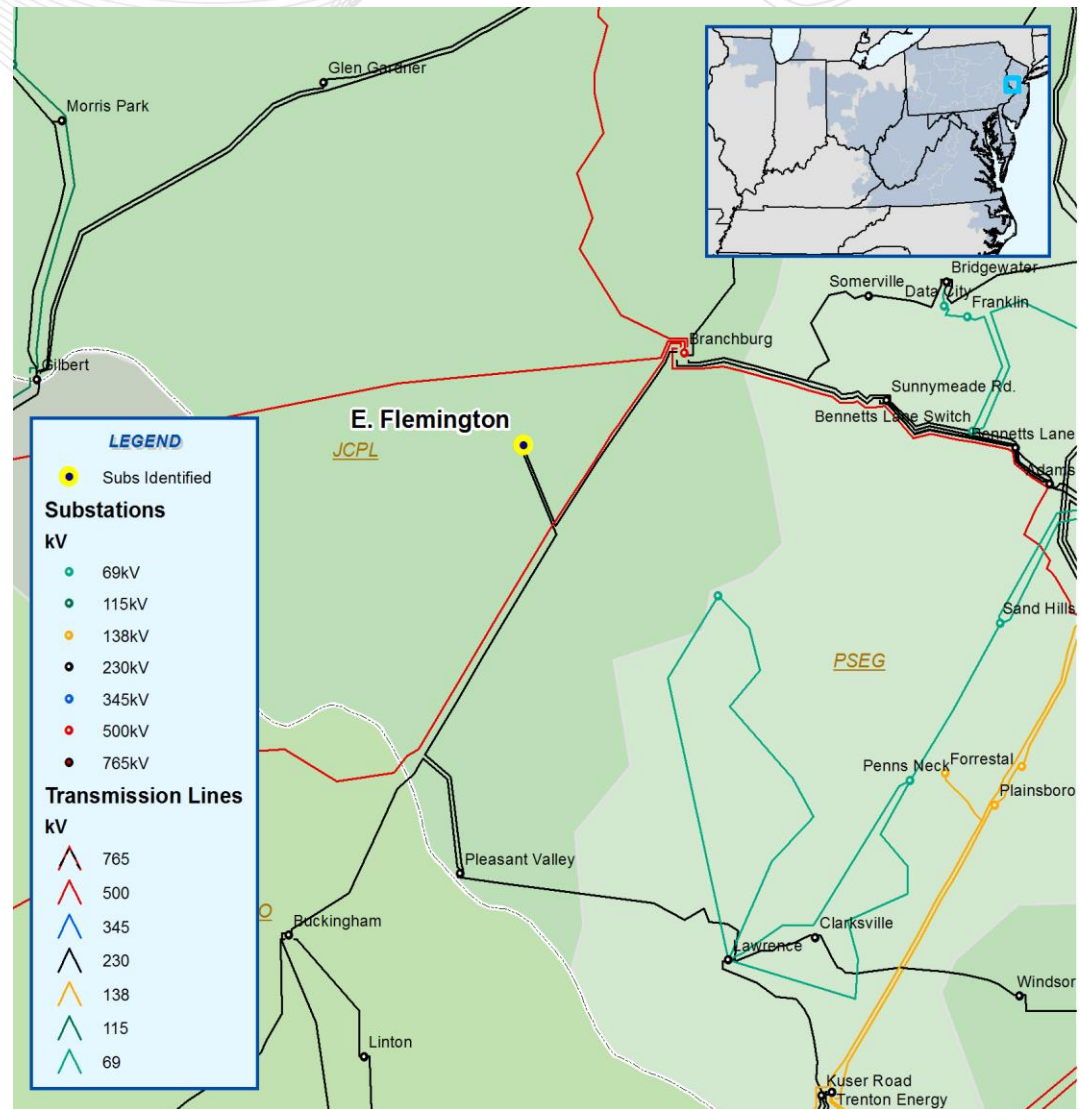 Glen Gardner
Morris Park
Bridgewater
Somerville
Data City
Franklin
Branchburg
Gilbert
Sunnymeade Rd.
E. Flemington
Bennetts Lane Switch
JCPL
Bennetts Lane
Adams
LEGEND
Subs Identified
Substations
kV
69kV
115kV
138kV
230kV
345kV
500kV
765kV
Transmission Lines
kV
765
500
345
230
138
115
69
Sand Hills
PSEG
Penns Neck
Forrestal
Plainsboro
Pleasant Valley
O
Buckingham
Clarksville
Lawrence
Windsor
Linton
Kuser Road
Trenton Energy